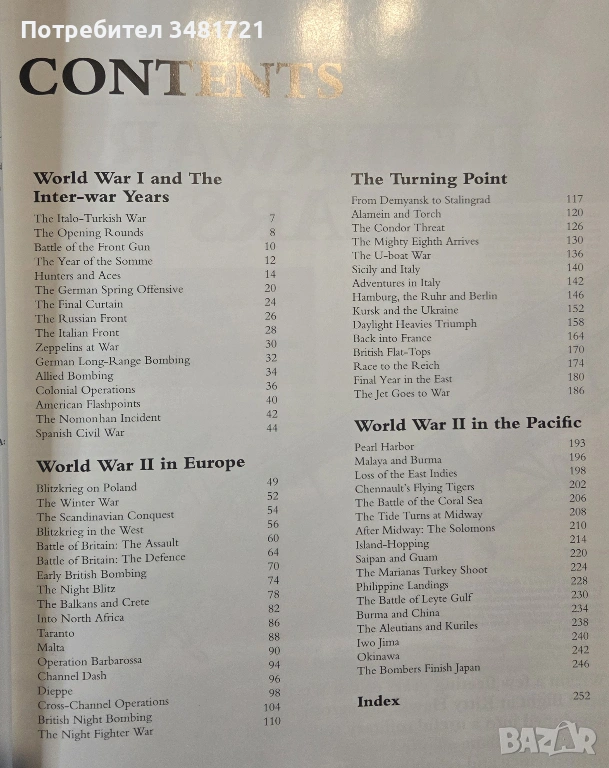 Потребител 3481721
CONTENTS
World War I and The
Inter-war Years
The Italo-Turkish War 7
The Opening Rounds 8
Battle of the Front Gun 10
The Year of the Somme 12
Hunters and Aces 14
The German Spring Offensive 20
The Final Curtain 24
The Russian Front 26
The Italian Front 28
Zeppelins at War 30
German Long-Range Bombing 32
Allied Bombing 34
Colonial Operations 36
American Flashpoints 40
The Nomonhan Incident 42
Spanish Civil War 44
World War II in Europe
Blitzkrieg on Poland 49
The Winter War 52
The Scandinavian Conquest 54
Blitzkrieg in the West 56
Battle of Britain: The Assault 60
Battle of Britain: The Defence 64
Early British Bombing 70
The Night Blitz 74
The Balkans and Crete 78
Into North Africa 82
Taranto 86
Malta 88
Operation Barbarossa 90
Channel Dash 94
Dieppe 96
Cross-Channel Operations 98
British Night Bombing 104
The Night Fighter War 110
The Turning Point
From Demyansk to Stalingrad 117
Alamein and Torch 120
The Condor Threat 126
The Mighty Eighth Arrives 130
The U-boat War 136
Sicily and Italy 140
Adventures in Italy 142
Hamburg, the Ruhr and Berlin 146
Kursk and the Ukraine 152
Daylight Heavies Triumph 158
Back into France 164
British Flat-Tops 170
Race to the Reich 174
Final Year in the East 180
The Jet Goes to War 186
World War II in the Pacific
Pearl Harbor 193
Malaya and Burma 196
Loss of the East Indies 198
Chennault's Flying Tigers 202
The Battle of the Coral Sea 206
The Tide Turns at Midway 208
After Midway: The Solomons 210
Island-Hopping 214
Saipan and Guam 220
The Marianas Turkey Shoot 224
Philippine Landings 228
The Battle of Leyte Gulf 230
Burma and China 234
The Aleutians and Kuriles 238
Iwo Jima 240
Okinawa 242
The Bombers Finish Japan 246
Index 252
BAZAR